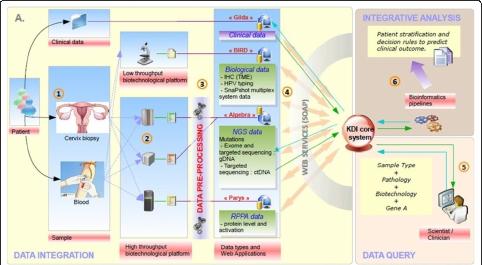 A.
Clinical data
Patient
Cervix biopsy
Blood
Sample
DATA INTEGRATION
1
Low throughput
biotechnological platform
2
High throughput
biotechnological platform
3
DATA PRE-PROCESSING
« Gilda »
Clinical data
« BIRD »
Biological data
- IHC (TME)
- HPV typing
- SnaPshot multiplex
system data
« Algebra »
NGS data
Mutations
- Exome and
targeted sequencing :
gDNA
- Targeted
sequencing : ctDNA
« Parys »
RPPA data
- protein level and
activation
Data types and
Web Applications
4
WEB SERVICES (SOAP)
KDI core
system
INTEGRATIVE ANALYSIS
Patient stratification and
decision rules to predict
clinical outcome.
6
Bioinformatics
pipelines
5
Sample Type
+
Pathology
+
Biotechnology
+
Gene A
Scientist /
Clinician
DATA QUERY